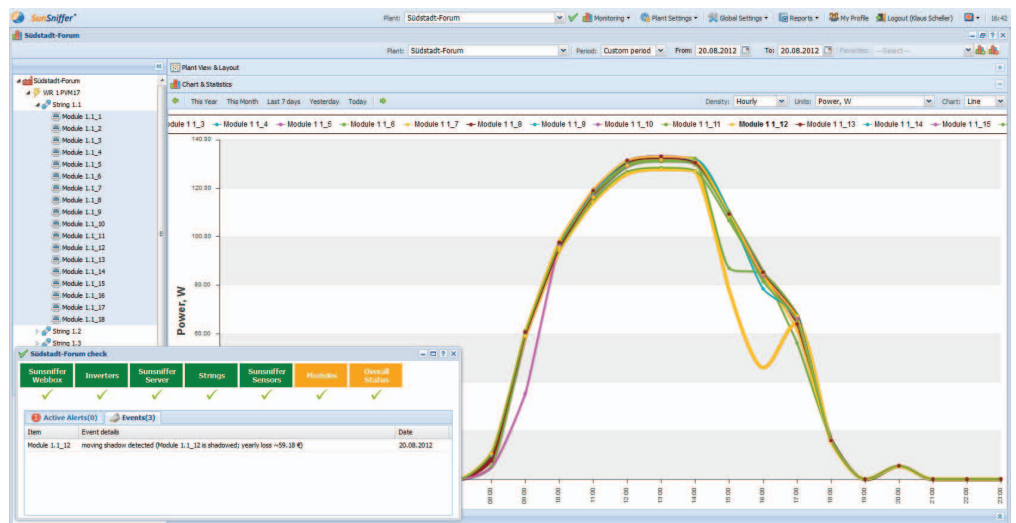 SunSniffer
Plant: Südstadt-Forum Monitoring Plant Settings Global Settings Reports My Profile Logout (Klaus Scheller) 16:42
Südstadt-Forum
Plant: Südstadt-Forum Period: Custom period From: 20.08.2012 To: 20.08.2012 Favorites: --Select--
Plant View & Layout
Chart & Statistics
This Year This Month Last 7 days Yesterday Today Density: Hourly Units: Power, W Chart: Line
Südstadt-Forum
WR 1 PVM17
String 1.1
Module 1.1_1
Module 1.1_2
Module 1.1_3
Module 1.1_4
Module 1.1_5
Module 1.1_6
Module 1.1_7
Module 1.1_8
Module 1.1_9
Module 1.1_10
Module 1.1_11
Module 1.1_12
Module 1.1_13
Module 1.1_14
Module 1.1_15
Module 1.1_16
Module 1.1_17
Module 1.1_18
String 1.2
String 1.3
odule 1 1_3 Module 1 1_4 Module 1 1_5 Module 1 1_6 Module 1 1_7 Module 1 1_8 Module 1 1_9 Module 1 1_10 Module 1 1_11 Module 1 1_12 Module 1 1_13 Module 1 1_14 Module 1 1_15
140.00
120.00
100.00
80.00
60.00
Power, W
08:00 09:00 10:00 11:00 12:00 13:00 14:00 15:00 16:00 17:00 18:00 19:00 20:00 21:00 22:00 23:00
Südstadt-Forum check
Sunsniffer Webbox Inverters Sunsniffer Server Strings Sunsniffer Sensors Modules Overall Status
Active Alerts(0) Events(3)
Item Event details Date
Module 1.1_12 moving shadow detected (Module 1.1_12 is shadowed; yearly loss ~59.18 €) 20.08.2012